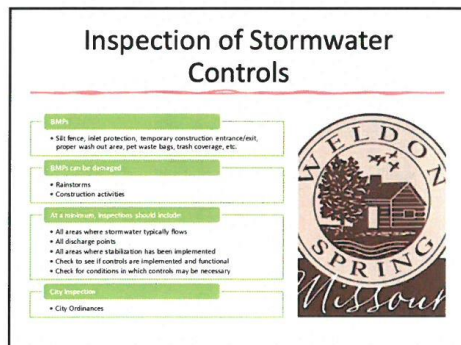 Inspection of Stormwater
Controls
BMPs
• Silt fence, inlet protection, temporary construction entrance/exit,
proper wash out area, pet waste bags, trash coverage, etc.
BMPs can be damaged
• Rainstorms
• Construction activities
At a minimum, inspections should include:
• All areas where stormwater typically flows
• All discharge points
• All areas where stabilization has been implemented
• Check to see if controls are implemented and functional
• Check for conditions in which controls may be necessary
City Inspection
• City Ordinances
WELDON
SPRING
Missour